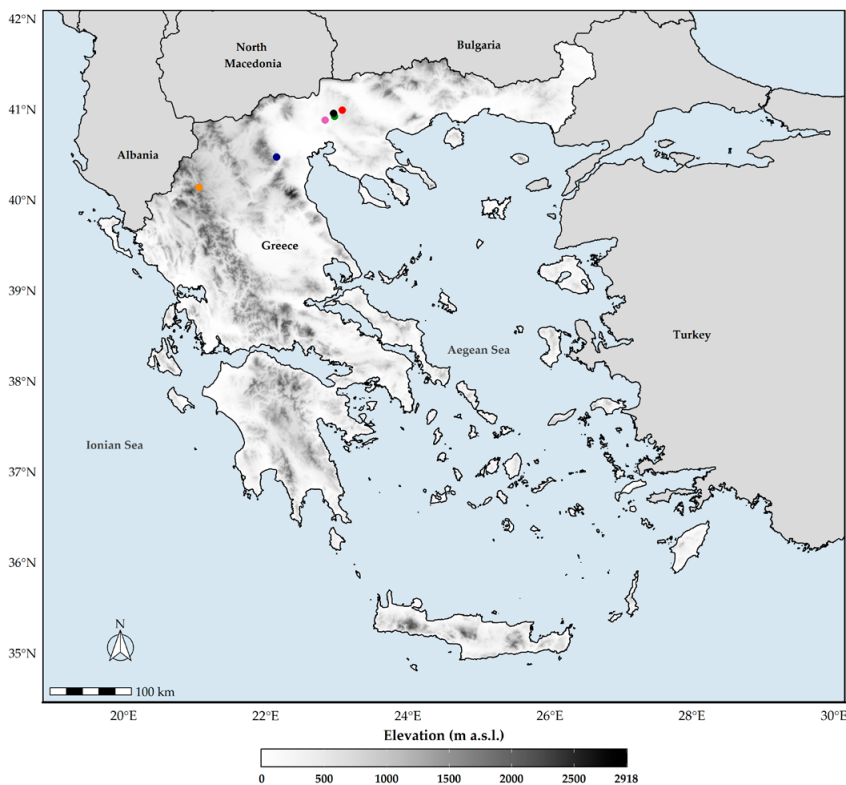 42°N
North
Macedonia
Bulgaria
41°N
Albania
40°N
Greece
39°N
Turkey
Aegean Sea
38°N
Ionian Sea
37°N
36°N
N
35°N
100 km
20°E 22°E 24°E 26°E 28°E 30°E
Elevation (m a.s.l.)
0 500 1000 1500 2000 2500 2918